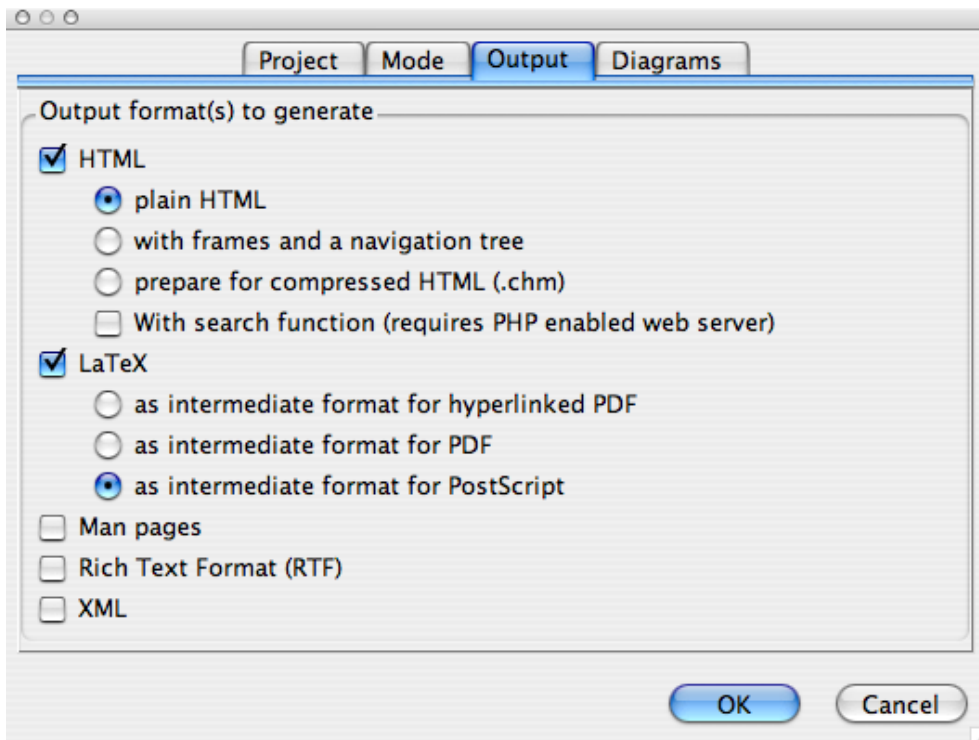 Project Mode Output Diagrams
Output format(s) to generate
HTML
plain HTML
with frames and a navigation tree
prepare for compressed HTML (.chm)
With search function (requires PHP enabled web server)
LaTeX
as intermediate format for hyperlinked PDF
as intermediate format for PDF
as intermediate format for PostScript
Man pages
Rich Text Format (RTF)
XML
OK Cancel